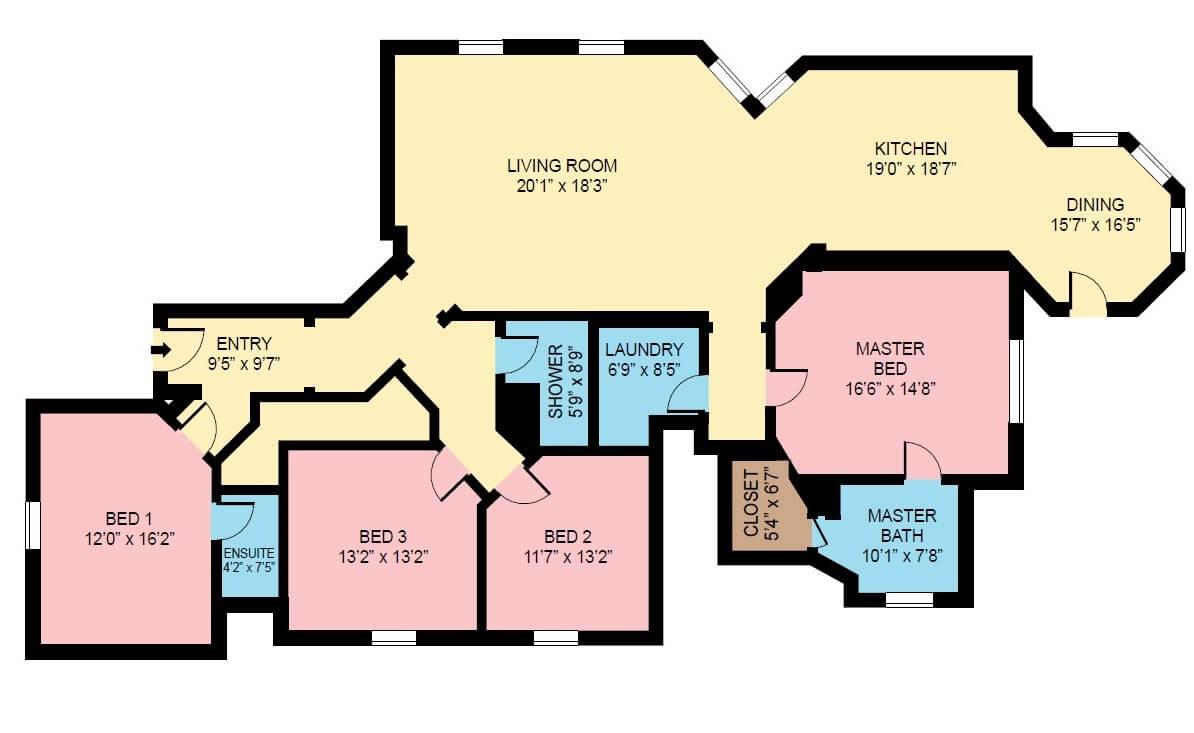 LIVING ROOM
20'1" x 18'3"
KITCHEN
19'0" x 18'7"
DINING
15'7" x 16'5"
ENTRY
9'5" x 9'7"
SHOWER
5'9" x 8'9"
LAUNDRY
6'9" x 8'5"
MASTER
BED
16'6" x 14'8"
BED 1
12'0" x 16'2"
ENSUITE
4'2" x 7'5"
BED 3
13'2" x 13'2"
BED 2
11'7" x 13'2"
CLOSET
5'4" x 6'7"
MASTER
BATH
10'1" x 7'8"